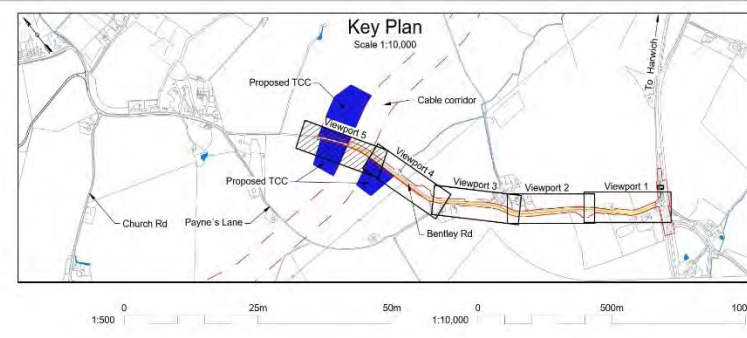 Key Plan
Scale 1:10,000
To Harwich
Proposed TCC
Cable corridor
Viewport 5
Viewport 4
Proposed TCC
Viewport 3
Viewport 2
Viewport 1
Church Rd
Payne's Lane
Bentley Rd
0 25m 50m 0 500m 100
1:500 1:10,000